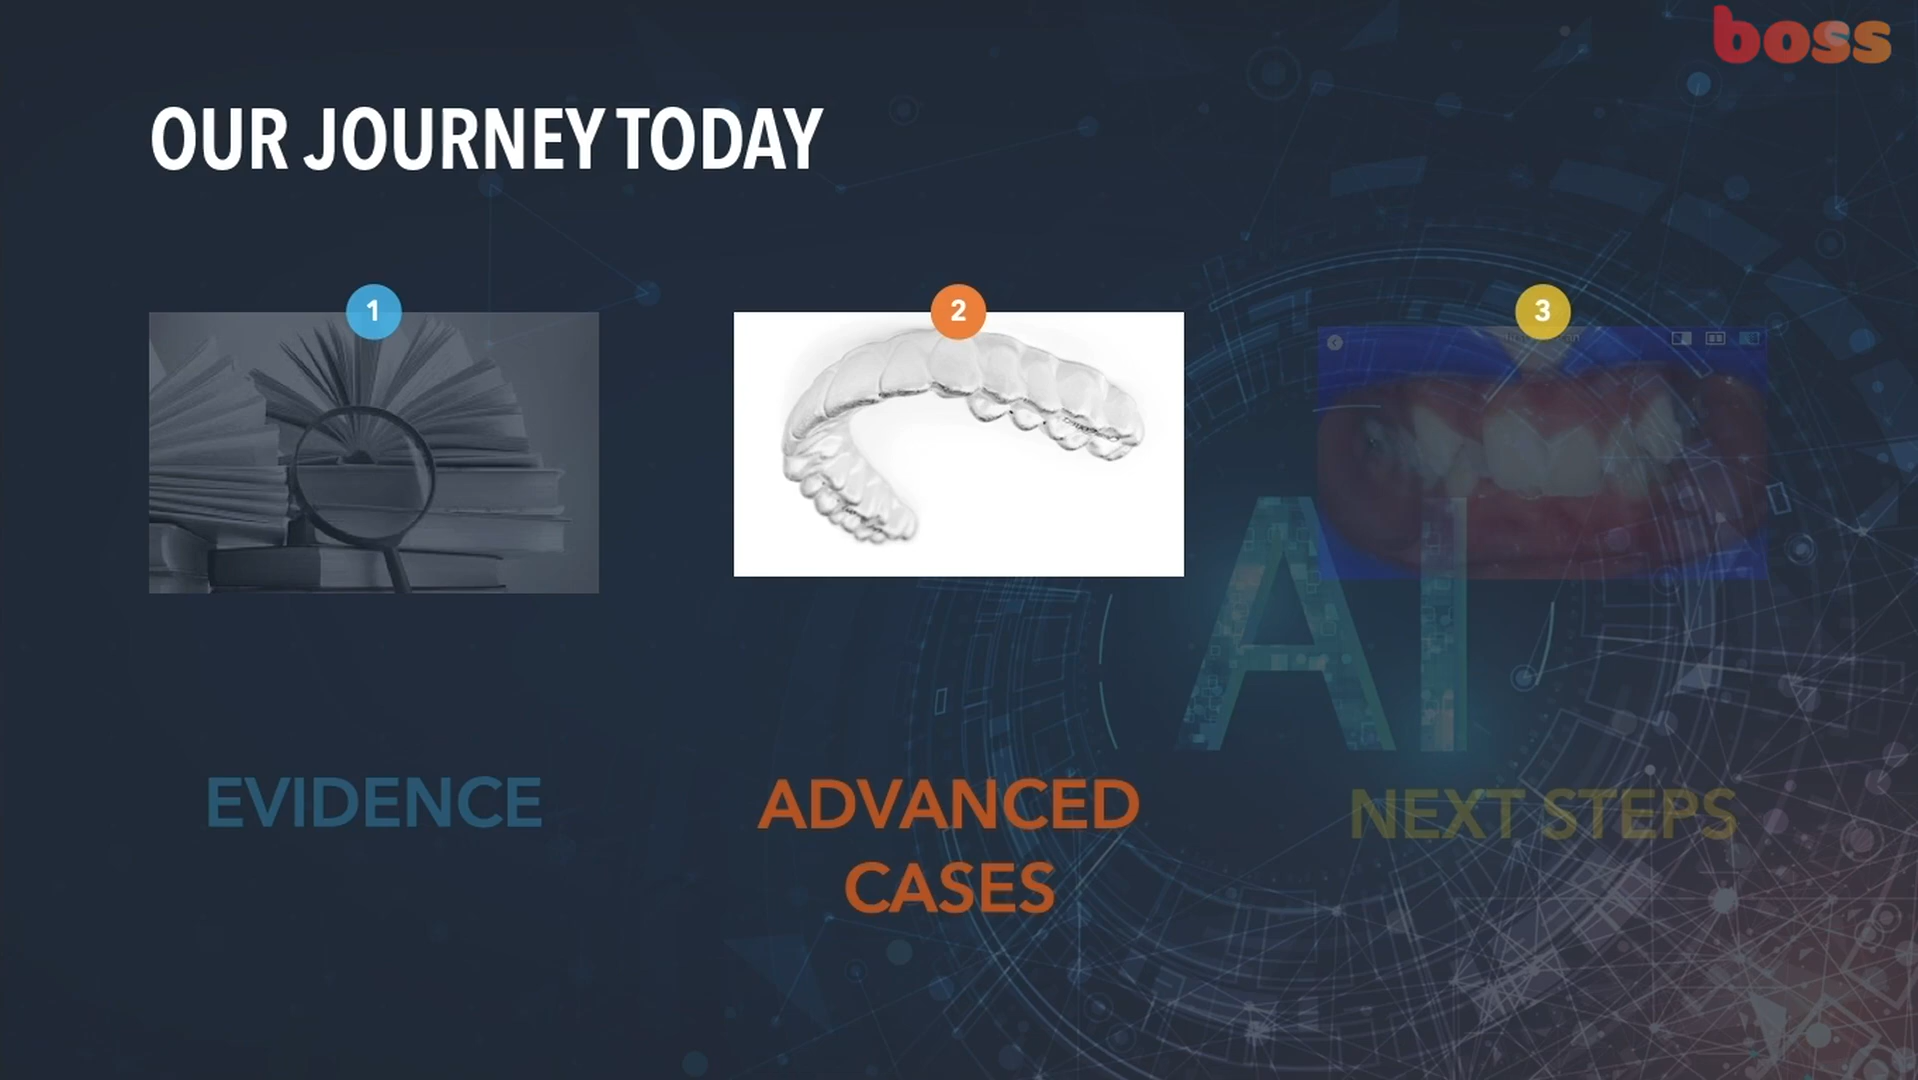 boss
OUR JOURNEY TODAY
1
2
3
AI
EVIDENCE
ADVANCED
CASES
NEXT STEPS